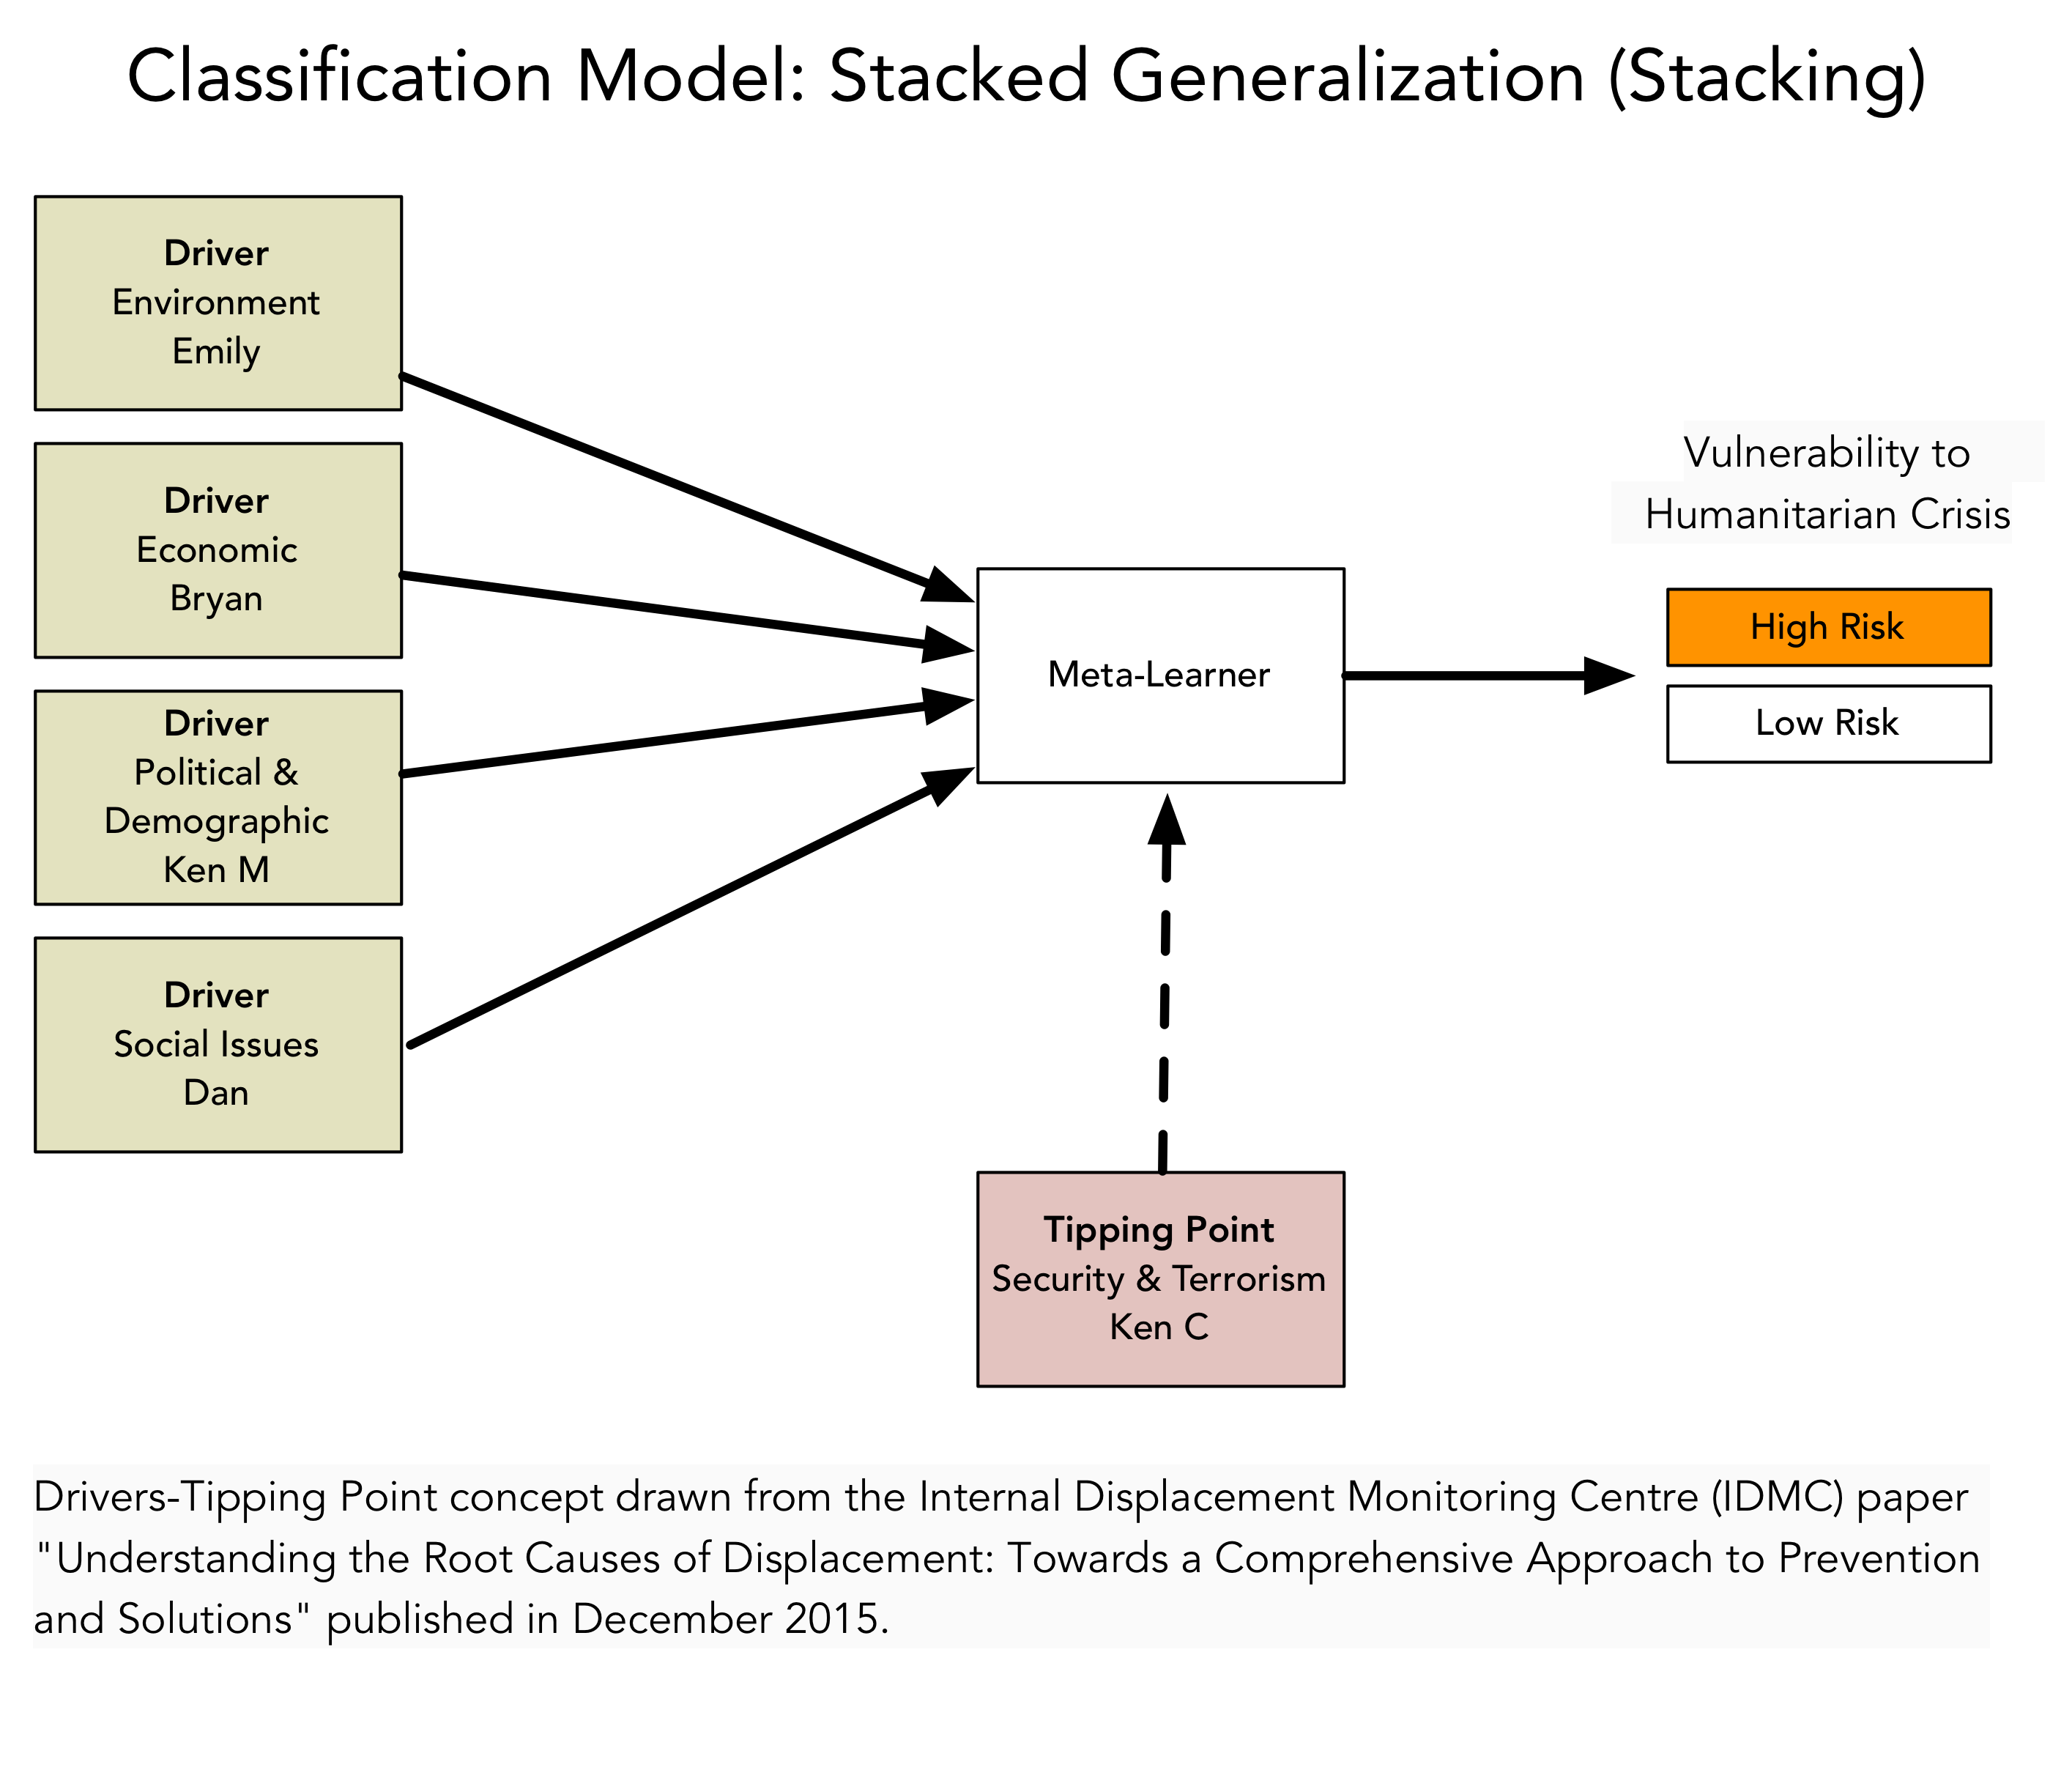 Classification Model: Stacked Generalization (Stacking)
Driver
Environment
Emily
Driver
Economic
Bryan
Driver
Political &
Demographic
Ken M
Driver
Social Issues
Dan
Meta-Learner
Tipping Point
Security & Terrorism
Ken C
Vulnerability to
Humanitarian Crisis
High Risk
Low Risk
Drivers-Tipping Point concept drawn from the Internal Displacement Monitoring Centre (IDMC) paper
"Understanding the Root Causes of Displacement: Towards a Comprehensive Approach to Prevention
and Solutions" published in December 2015.